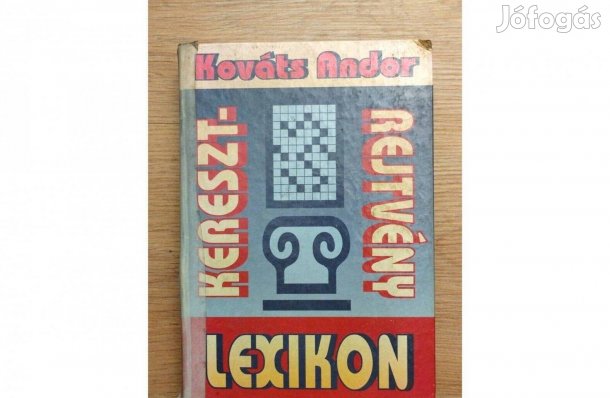 Jófogás
Kováts Andor
KERESZT-
REJTVÉNY
LEXIKON